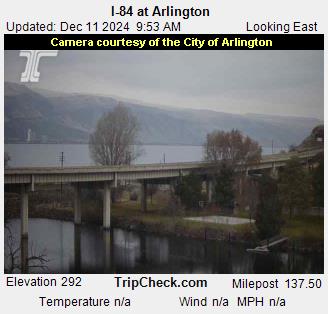 I-84 at Arlington
Updated: Dec 11 2024 9:53 AM Looking East
Camera courtesy of the City of Arlington
Elevation 292 TripCheck.com Milepost 137.50
Temperature n/a Wind n/a MPH n/a